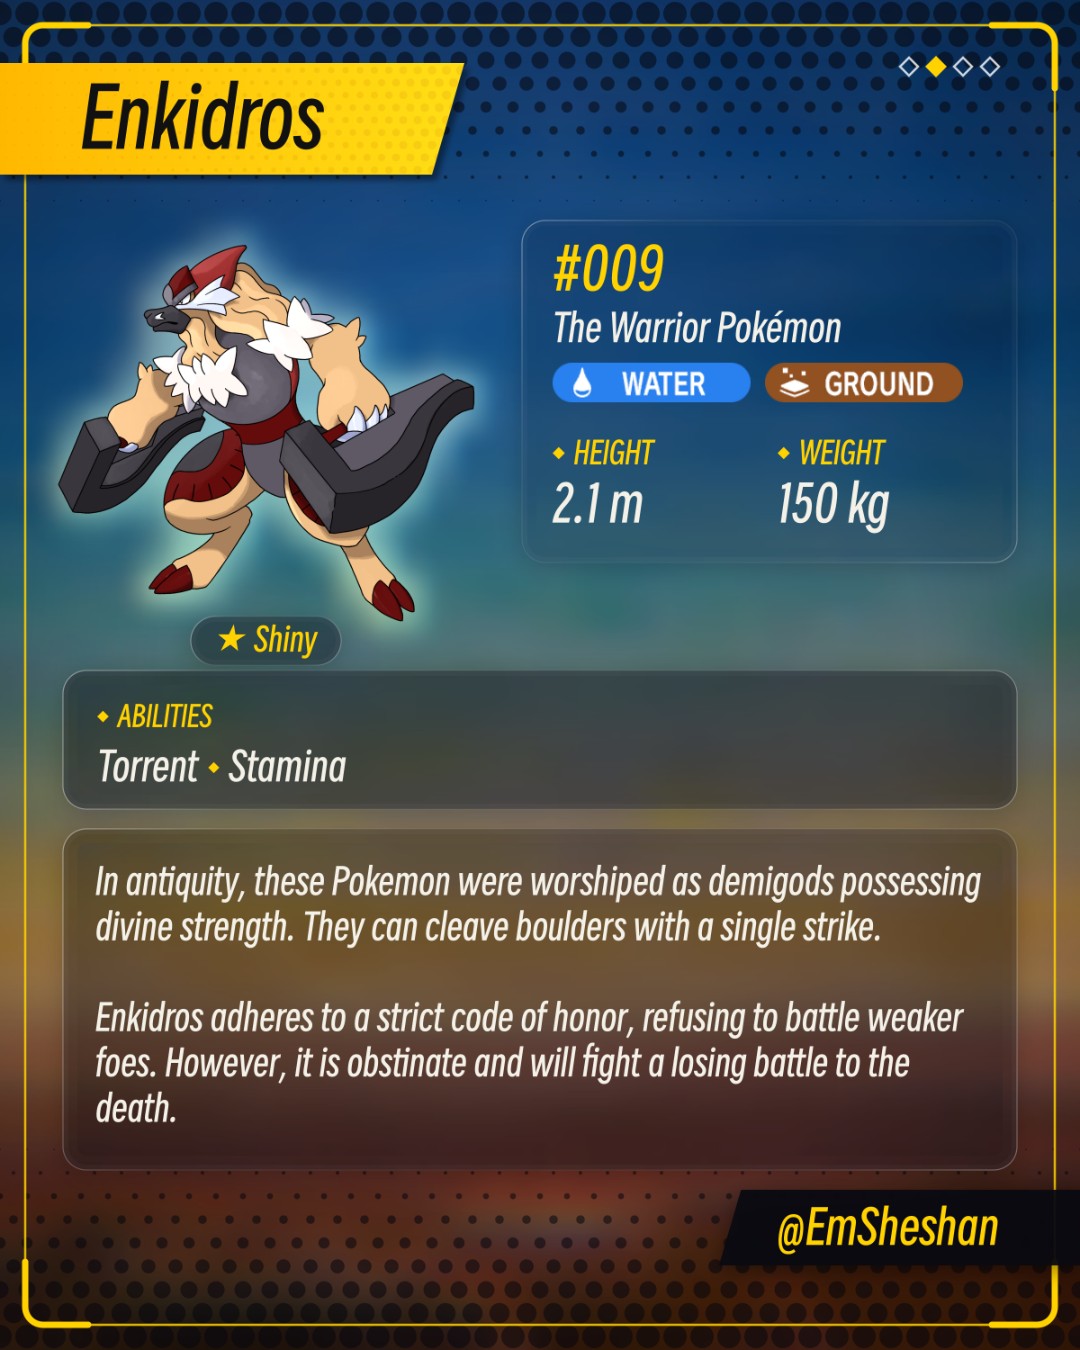 Enkidros
#009
The Warrior Pokémon
WATER GROUND
HEIGHT WEIGHT
2.1 m 150 kg
★ Shiny
ABILITIES
Torrent • Stamina
In antiquity, these Pokemon were worshiped as demigods possessing
divine strength. They can cleave boulders with a single strike.
Enkidros adheres to a strict code of honor, refusing to battle weaker
foes. However, it is obstinate and will fight a losing battle to the
death.
@EmSheshan